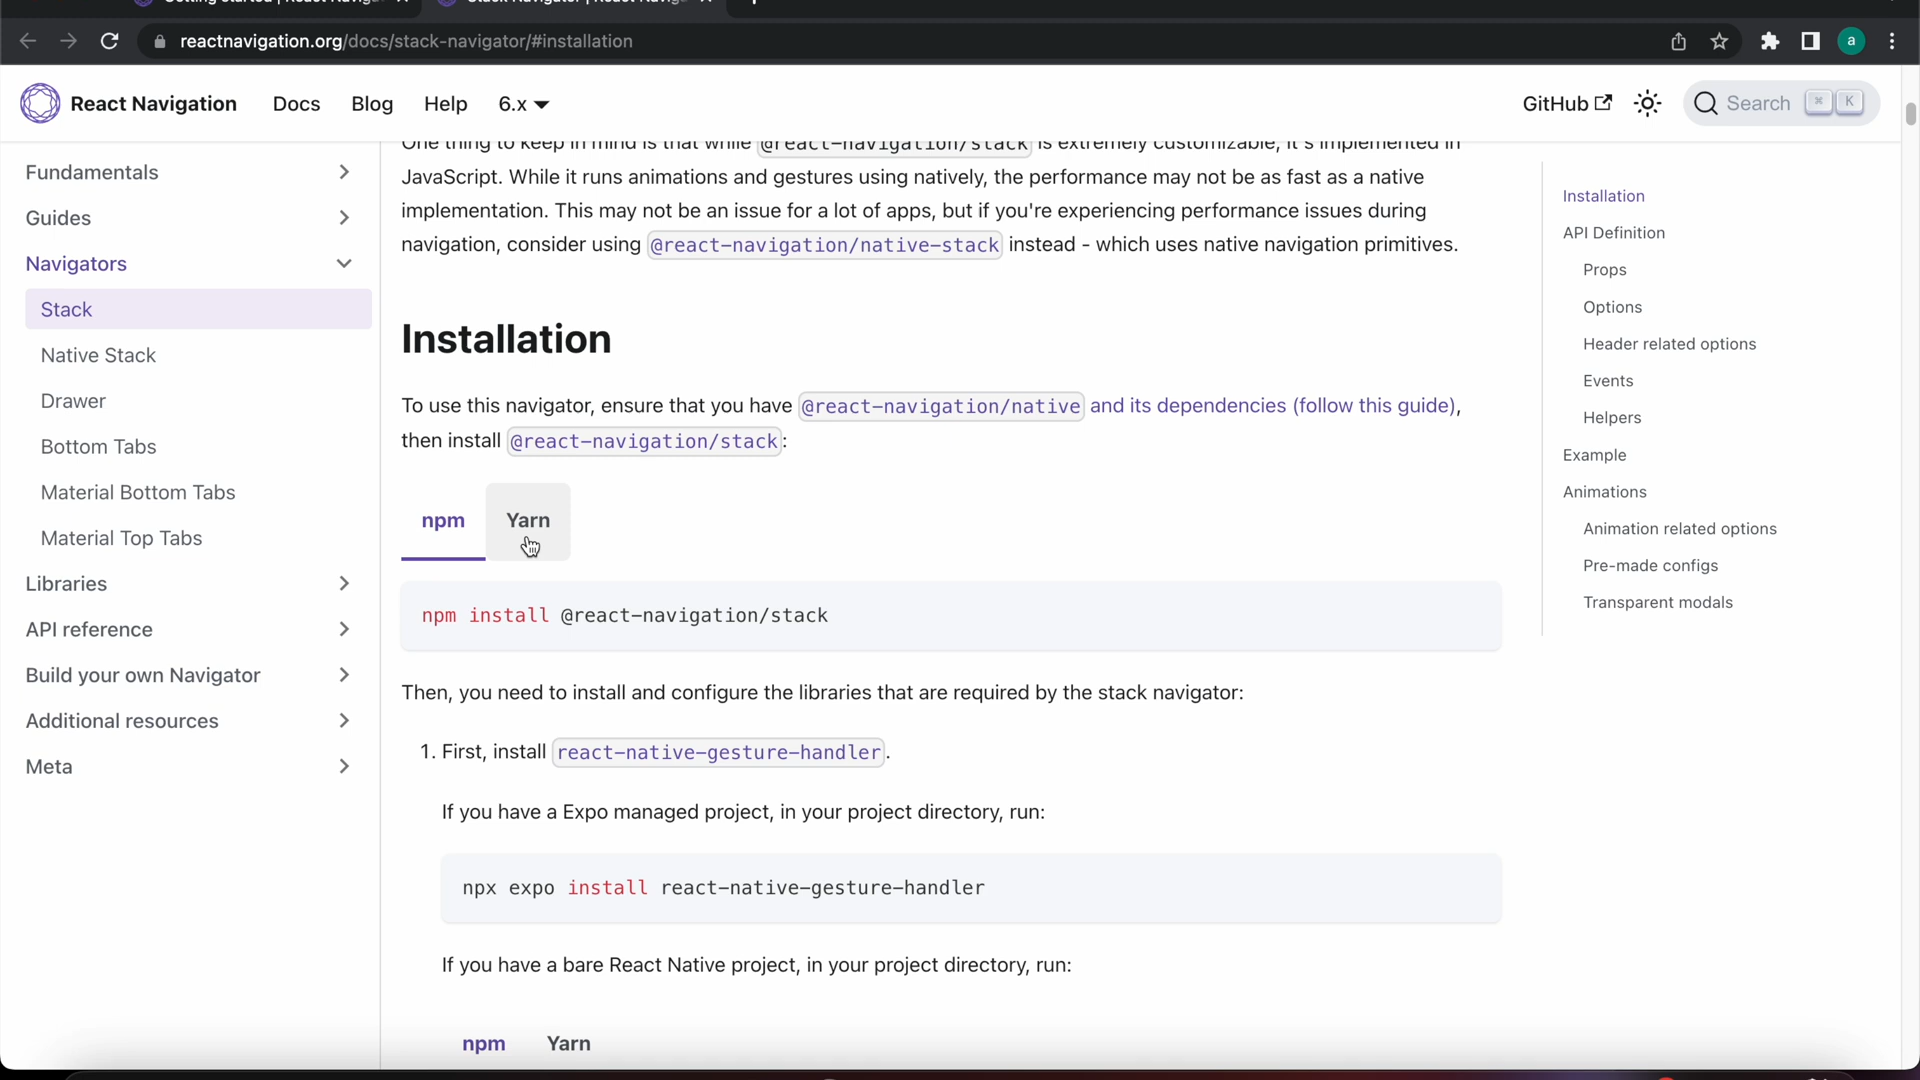 Getting started | React Naviga
Stack Navigator | React Navig
reactnavigation.org/docs/stack-navigator/#installation
a
React Navigation
Docs
Blog
Help
6.x
GitHub
Search
⌘
K
Fundamentals
Guides
Navigators
Stack
Native Stack
Drawer
Bottom Tabs
Material Bottom Tabs
Material Top Tabs
Libraries
API reference
Build your own Navigator
Additional resources
Meta
One thing to keep in mind is that while @react-navigation/stack is extremely customizable, it's implemented in
JavaScript. While it runs animations and gestures using natively, the performance may not be as fast as a native
implementation. This may not be an issue for a lot of apps, but if you're experiencing performance issues during
navigation, consider using @react-navigation/native-stack instead - which uses native navigation primitives.
Installation
To use this navigator, ensure that you have @react-navigation/native and its dependencies (follow this guide),
then install @react-navigation/stack:
npm
Yarn
npm install @react-navigation/stack
Then, you need to install and configure the libraries that are required by the stack navigator:
1. First, install react-native-gesture-handler.
If you have a Expo managed project, in your project directory, run:
npx expo install react-native-gesture-handler
If you have a bare React Native project, in your project directory, run:
npm
Yarn
Installation
API Definition
Props
Options
Header related options
Events
Helpers
Example
Animations
Animation related options
Pre-made configs
Transparent modals